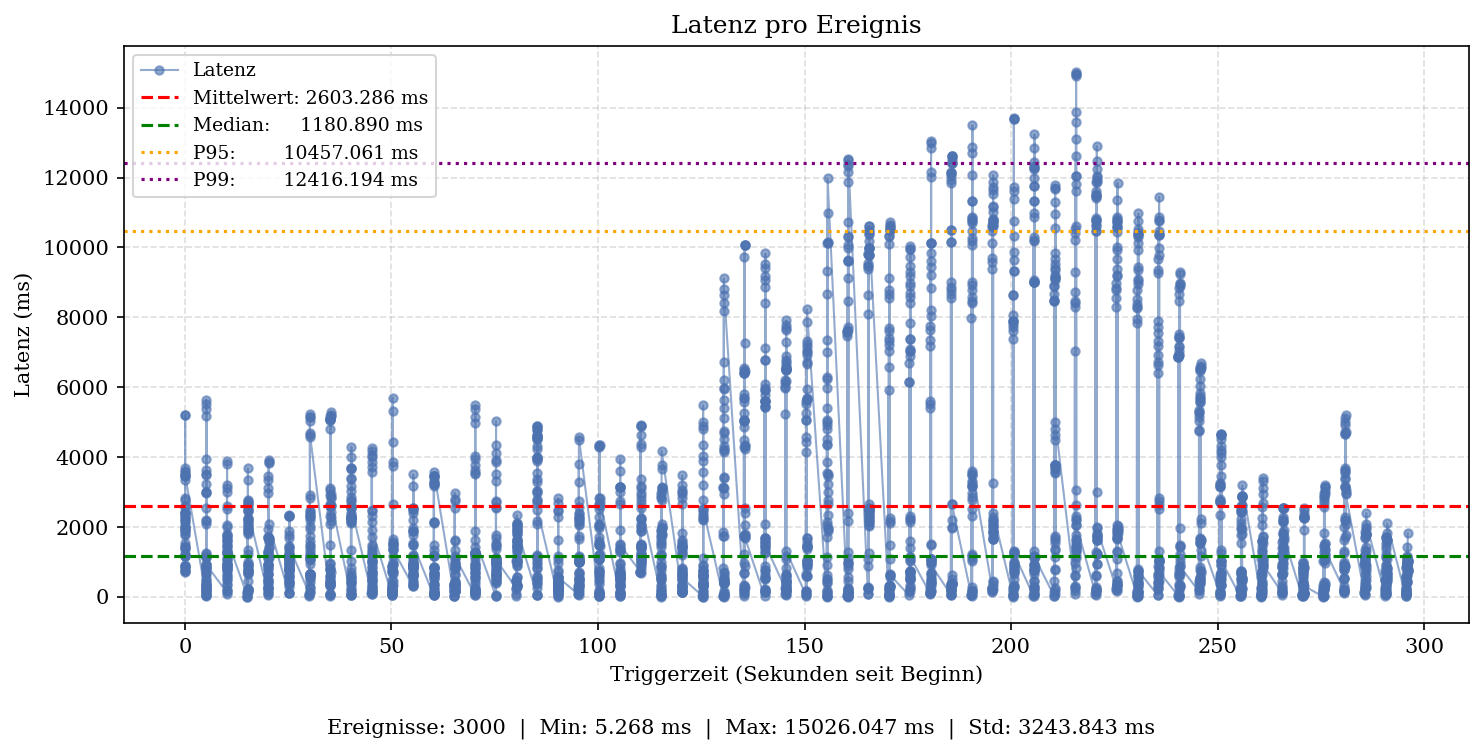 Latenz pro Ereignis
Latenz
Mittelwert: 2603.286 ms
Median: 1180.890 ms
P95: 10457.061 ms
P99: 12416.194 ms
Latenz (ms)
14000
12000
10000
8000
6000
4000
2000
0
0 50 100 150 200 250 300
Triggerzeit (Sekunden seit Beginn)
Ereignisse: 3000 | Min: 5.268 ms | Max: 15026.047 ms | Std: 3243.843 ms